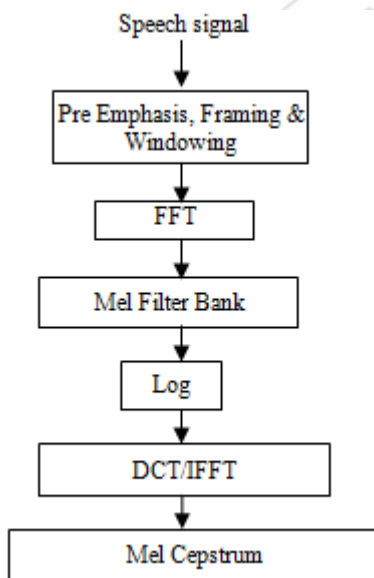 Speech signal
Pre Emphasis, Framing &
Windowing
FFT
Mel Filter Bank
Log
DCT/IFFT
Mel Cepstrum